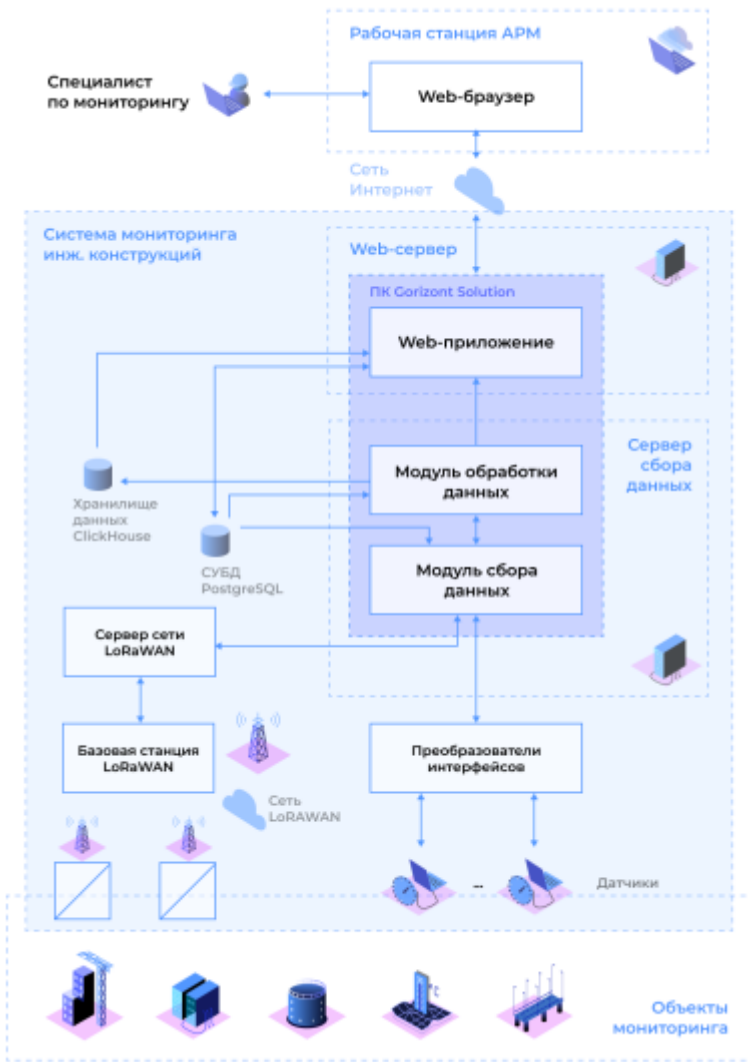 Рабочая станция АРМ
Специалист
по мониторингу
Web-браузер
Сеть
Интернет
Система мониторинга
инж. конструкций
Web-сервер
ПК Gorizont Solution
Web-приложение
Сервер
сбора
данных
Модуль обработки
данных
Хранилище
данных
ClickHouse
СУБД
PostgreSQL
Модуль сбора
данных
Сервер сети
LoRaWAN
Базовая станция
LoRaWAN
Преобразователи
интерфейсов
Сеть
LoRAWAN
...
Датчики
Объекты
мониторинга